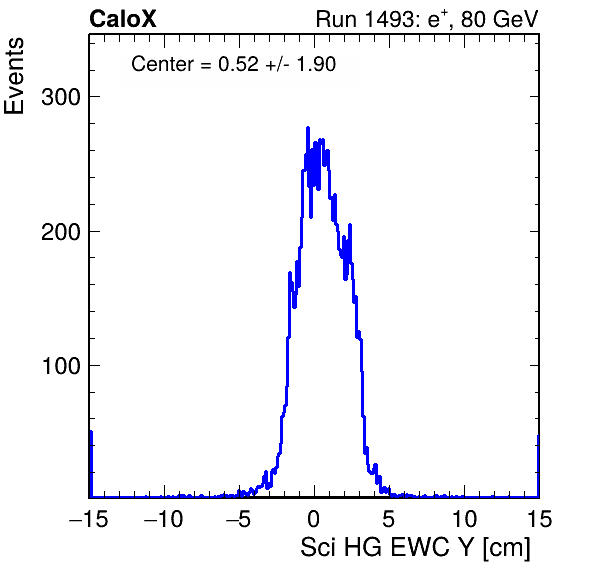 CaloX Run 1493: e⁺, 80 GeV
Center = 0.52 +/- 1.90
Events
300
200
100
−15 −10 −5 0 5 10 15
Sci HG EWC Y [cm]